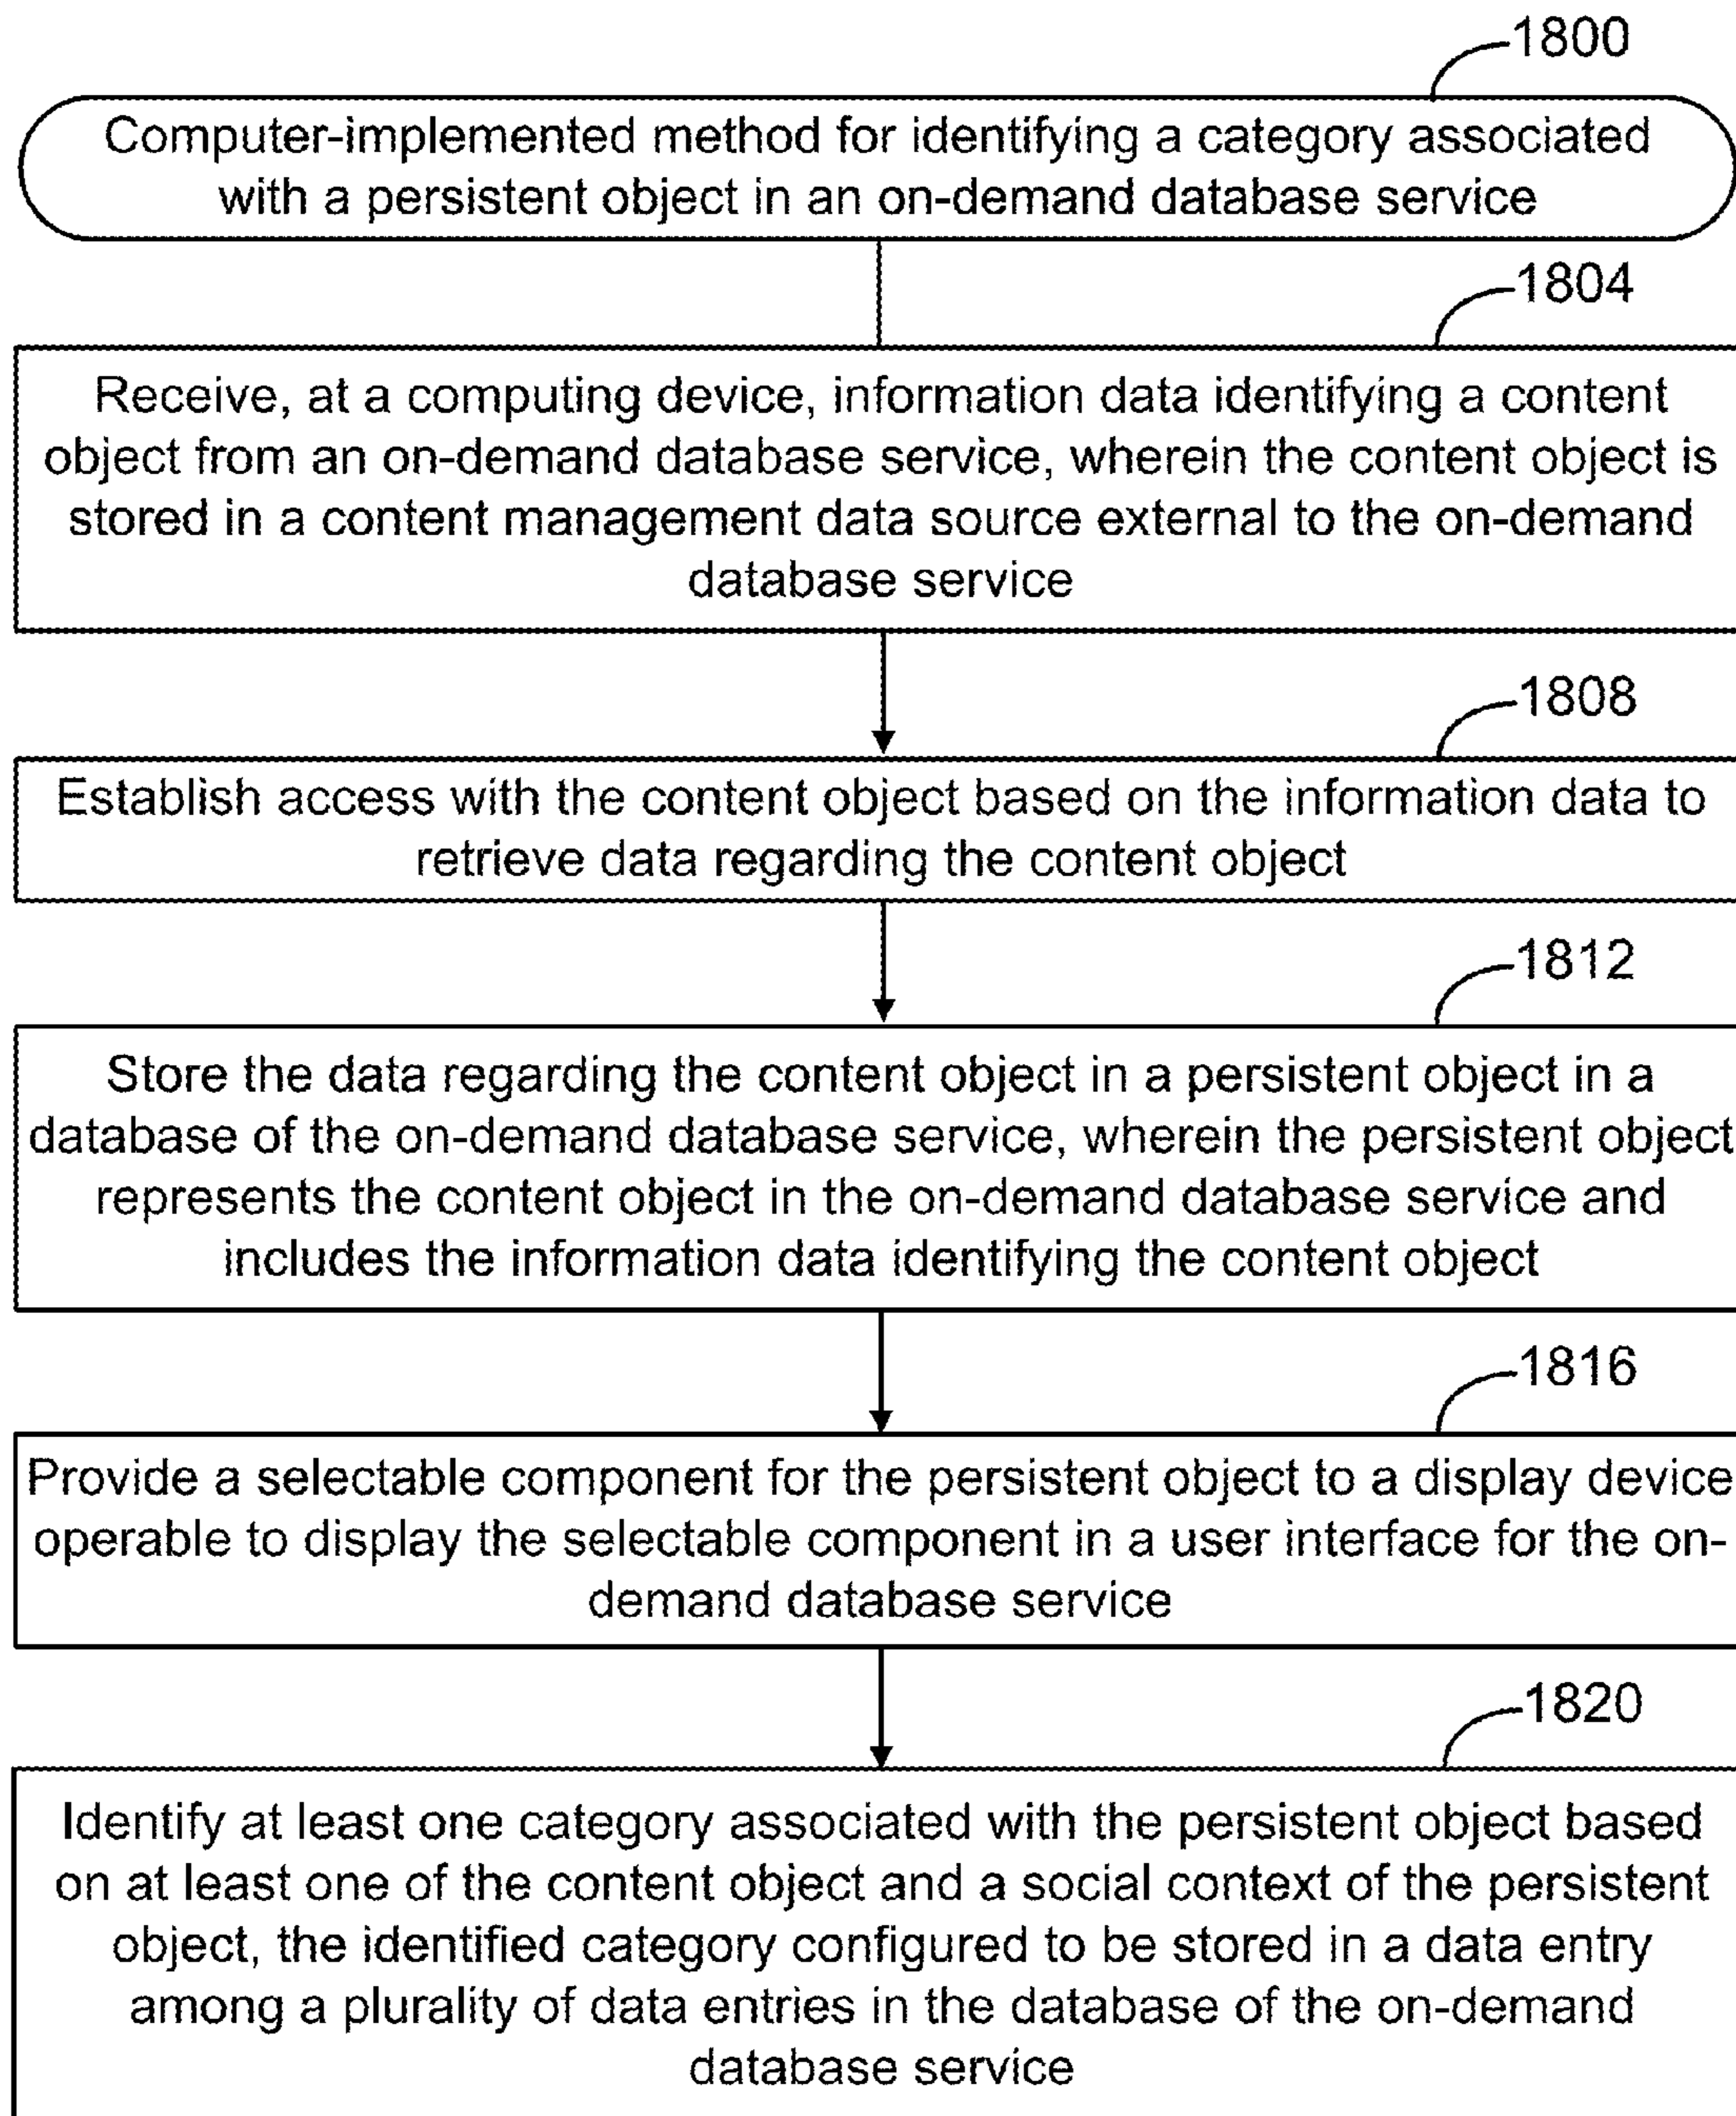 1800
Computer-implemented method for identifying a category associated
with a persistent object in an on-demand database service
1804
Receive, at a computing device, information data identifying a content
object from an on-demand database service, wherein the content object is
stored in a content management data source external to the on-demand
database service
1808
Establish access with the content object based on the information data to
retrieve data regarding the content object
1812
Store the data regarding the content object in a persistent object in a
database of the on-demand database service, wherein the persistent object
represents the content object in the on-demand database service and
includes the information data identifying the content object
1816
Provide a selectable component for the persistent object to a display device
operable to display the selectable component in a user interface for the on-
demand database service
1820
Identify at least one category associated with the persistent object based
on at least one of the content object and a social context of the persistent
object, the identified category configured to be stored in a data entry
among a plurality of data entries in the database of the on-demand
database service